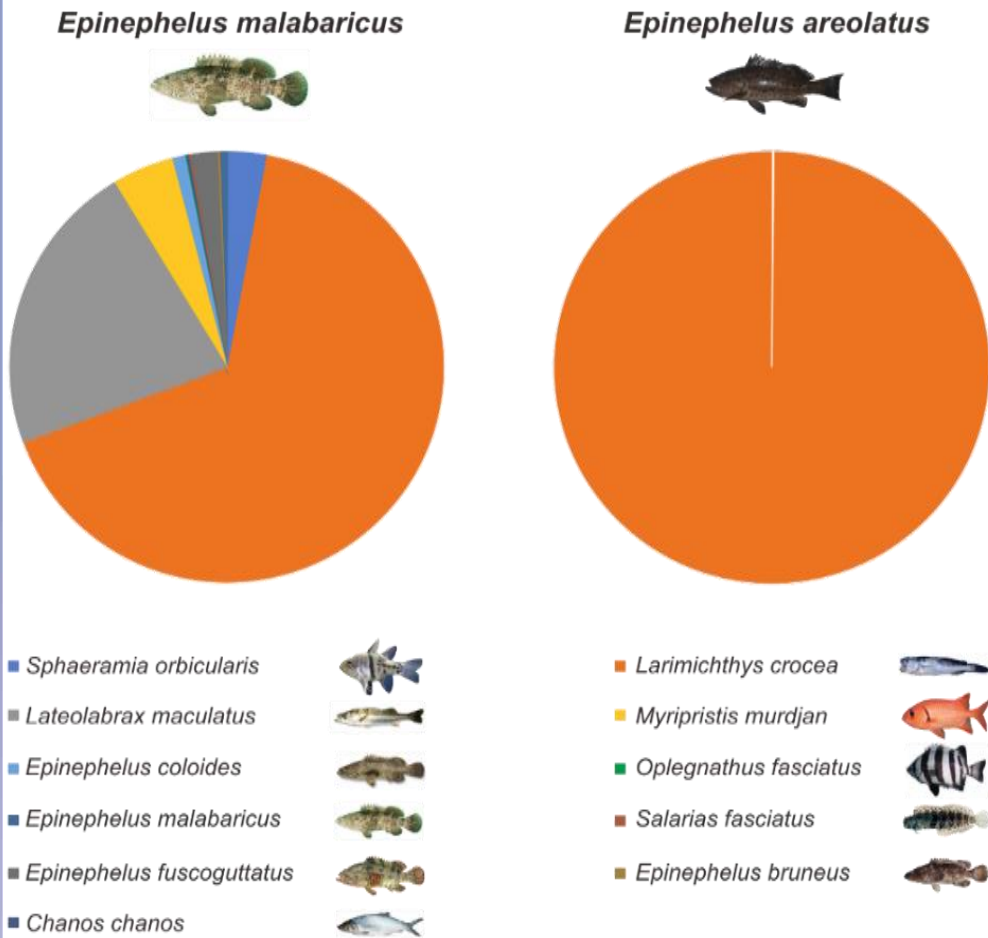 Epinephelus malabaricus
Epinephelus areolatus
Sphaeramia orbicularis
Larimichthys crocea
Lateolabrax maculatus
Myripristis murdjan
Epinephelus coloides
Oplegnathus fasciatus
Epinephelus malabaricus
Salarias fasciatus
Epinephelus fuscoguttatus
Epinephelus bruneus
Chanos chanos